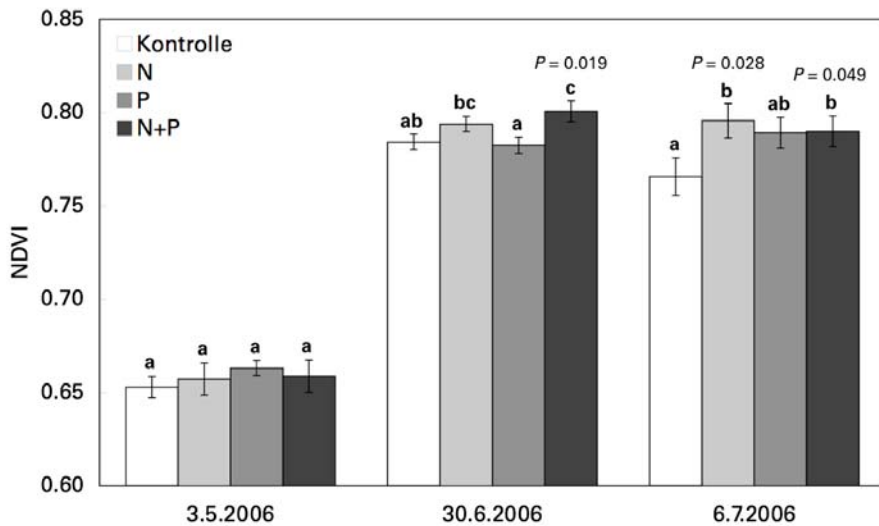 0.85
Kontrolle
N
P
N+P
P = 0.019
P = 0.028
P = 0.049
c
b
b
bc
ab
a
ab
a
0.80
0.75
0.70
a
a
a
a
0.65
0.60
NDVI
3.5.2006
30.6.2006
6.7.2006